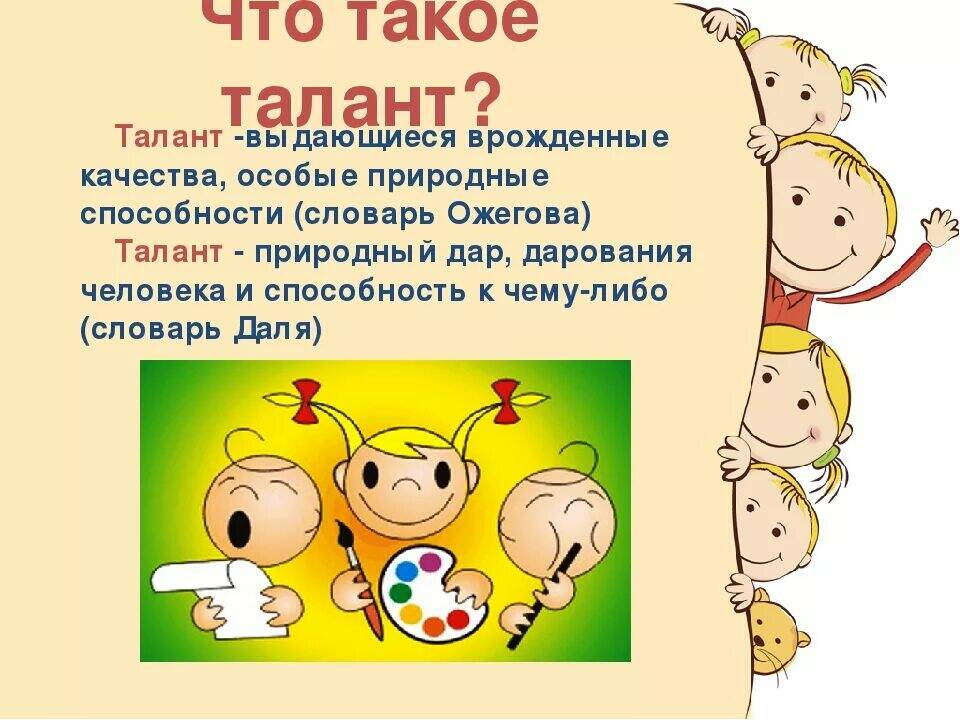 Что такое
талант?
Талант -выдающиеся врожденные
качества, особые природные
способности (словарь Ожегова)
Талант - природный дар, дарования
человека и способность к чему-либо
(словарь Даля)